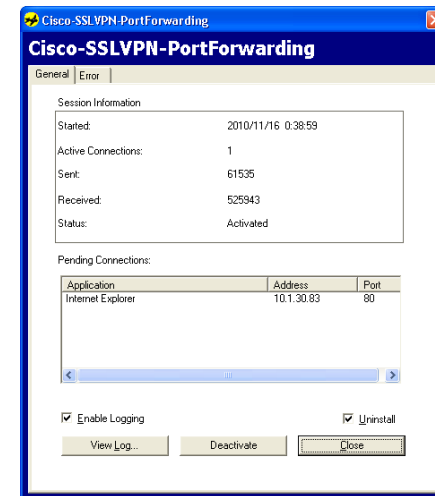 Cisco-SSLVPN-PortForwarding
Cisco-SSLVPN-PortForwarding
General Error
Session Information
Started: 2010/11/16 0:38:59
Active Connections: 1
Sent: 61535
Received: 525943
Status: Activated
Pending Connections:
Application Address Port
Internet Explorer 10.1.30.83 80
Enable Logging Uninstall
View Log... Deactivate Close